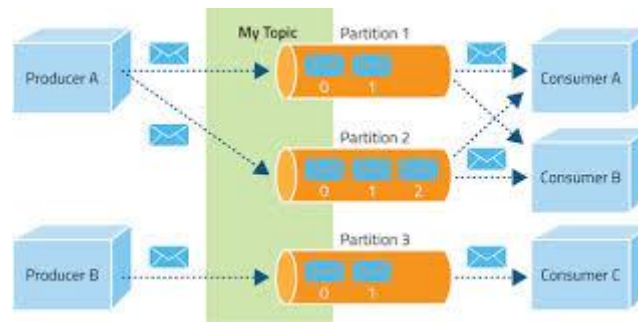 My Topic
Partition 1
Producer A
0 1
Consumer A
Partition 2
0 1 2
Consumer B
Partition 3
Producer B
0 1
Consumer C